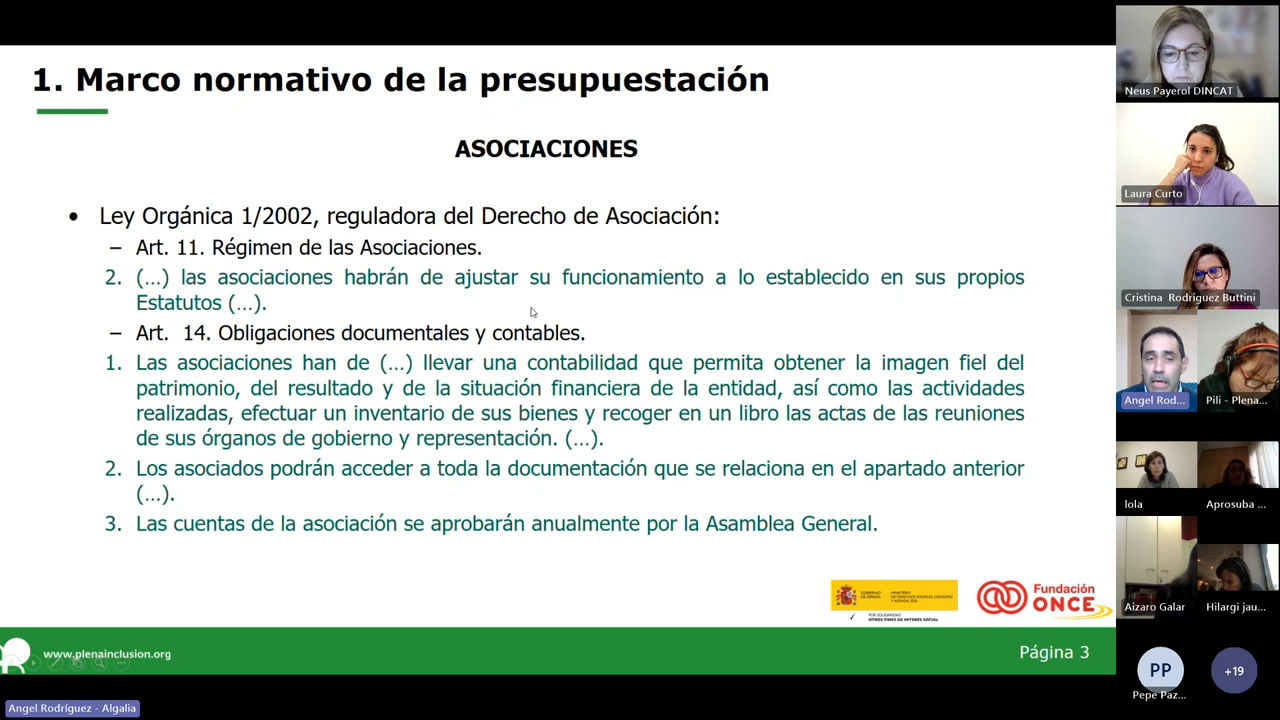 1. Marco normativo de la presupuestación
ASOCIACIONES
• Ley Orgánica 1/2002, reguladora del Derecho de Asociación:
– Art. 11. Régimen de las Asociaciones.
2. (…) las asociaciones habrán de ajustar su funcionamiento a lo establecido en sus propios
Estatutos (…).
– Art. 14. Obligaciones documentales y contables.
1. Las asociaciones han de (…) llevar una contabilidad que permita obtener la imagen fiel del
patrimonio, del resultado y de la situación financiera de la entidad, así como las actividades
realizadas, efectuar un inventario de sus bienes y recoger en un libro las actas de las reuniones
de sus órganos de gobierno y representación. (…).
2. Los asociados podrán acceder a toda la documentación que se relaciona en el apartado anterior
(…).
3. Las cuentas de la asociación se aprobarán anualmente por la Asamblea General.
GOBIERNO
DE ESPAÑA
MINISTERIO
DE DERECHOS SOCIALES, CONSUMO
Y AGENDA 2030
POR SOLIDARIDAD
OTROS FINES DE INTERÉS SOCIAL
Fundación
ONCE
www.plenainclusion.org
Página 3
Angel Rodríguez - Algalia
Neus Payerol DINCAT
Laura Curto
Cristina Rodriguez Buttini
Angel Rod...
Pili - Plena...
lola
Aprosuba ...
Aizaro Galar
Hilargi jau...
PP
Pepe Paz...
+19